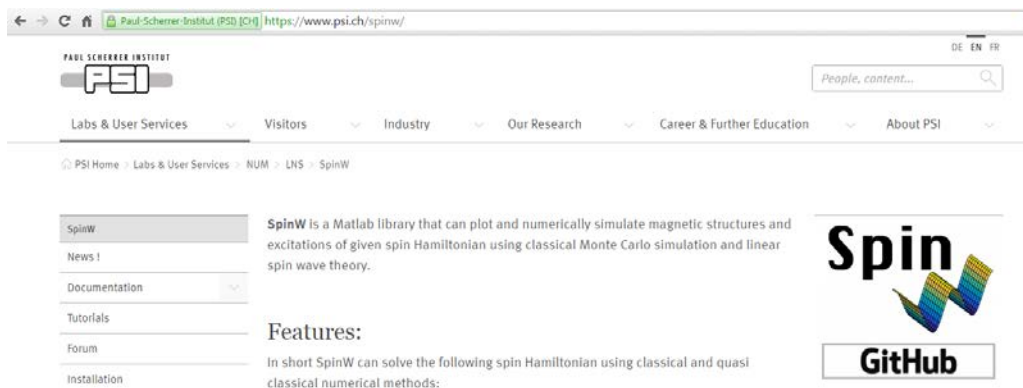 Paul-Scherrer-Institut (PSI) [CH] https://www.psi.ch/spinw/
DE EN FR
PAUL SCHERRER INSTITUT
PSI
People, content...
Labs & User Services Visitors Industry Our Research Career & Further Education About PSI
PSI Home > Labs & User Services > NUM > LNS > SpinW
SpinW
News !
Documentation
Tutorials
Forum
Installation
SpinW is a Matlab library that can plot and numerically simulate magnetic structures and
excitations of given spin Hamiltonian using classical Monte Carlo simulation and linear
spin wave theory.
Features:
In short SpinW can solve the following spin Hamiltonian using classical and quasi
classical numerical methods:
Spin W
GitHub